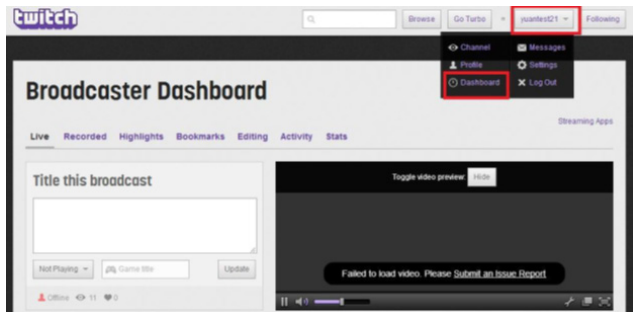 twitch
Browse Go Turbo yuantest21 Following
Channel Messages
Profile Settings
Dashboard Log Out
Broadcaster Dashboard
Streaming Apps
Live Recorded Highlights Bookmarks Editing Activity Stats
Title this broadcast
Toggle video preview: Hide
Not Playing Game title Update
Failed to load video. Please Submit an Issue Report
Offline 11 0